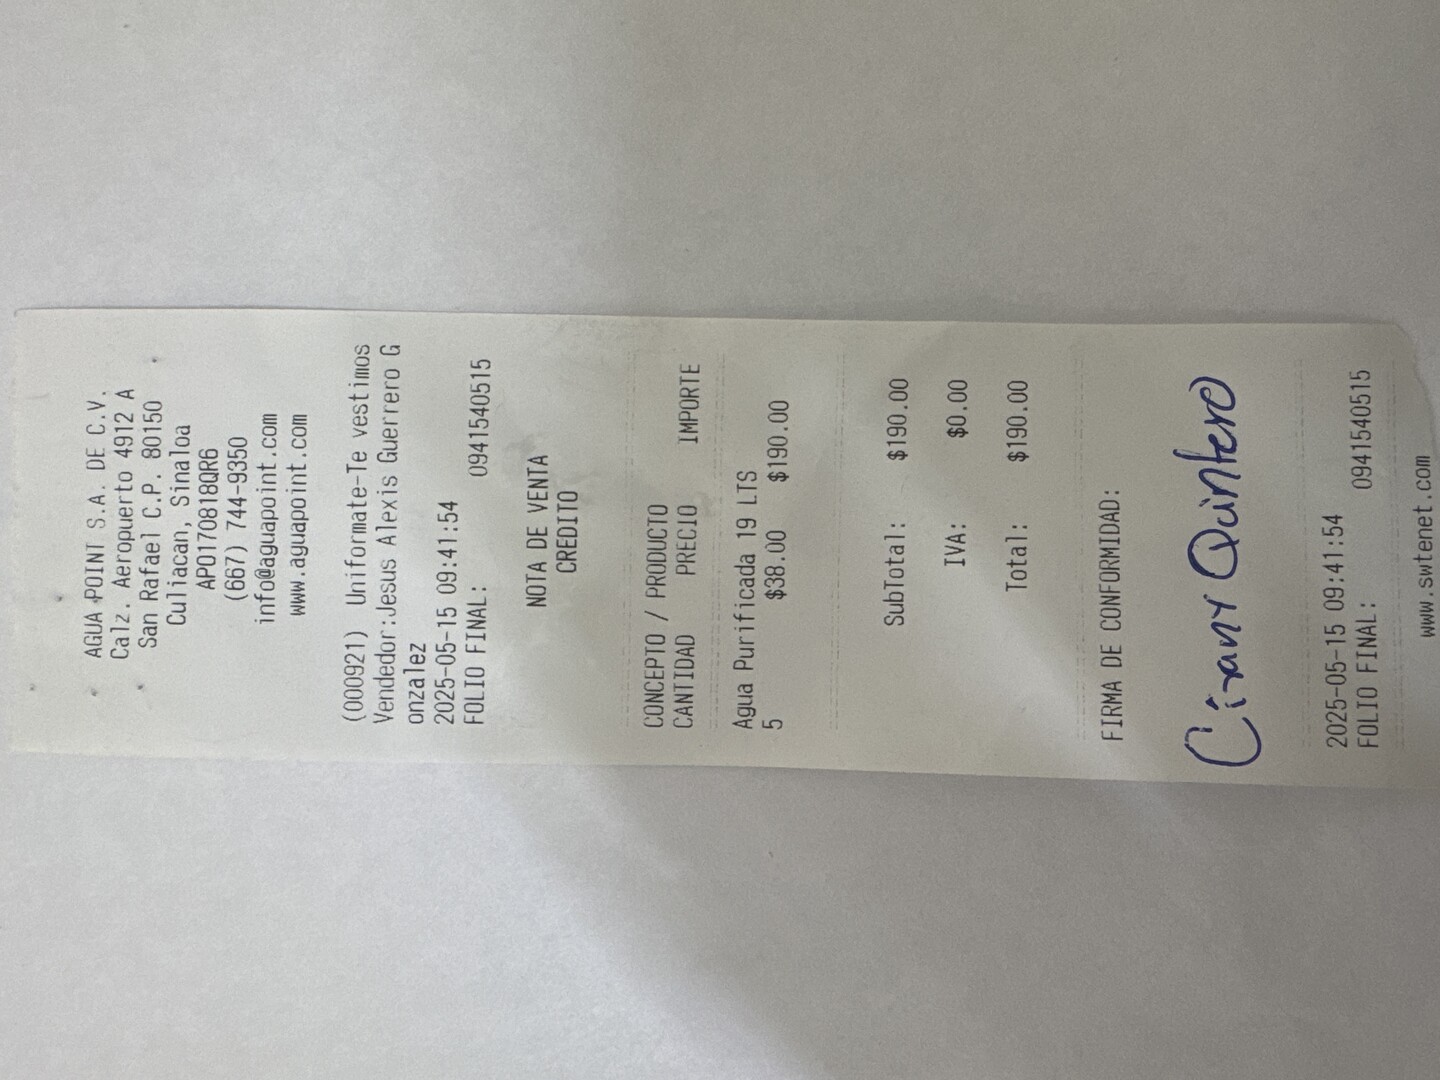 AGUA POINT S.A. DE C.V.
Calz. Aeropuerto 4912 A
San Rafael C.P. 80150
Culiacan, Sinaloa
APO170818QR6
(667) 744-9350
info@aguapoint.com
www.aguapoint.com
(000921) Uniformate-Te vestimos
Vendedor:Jesus Alexis Guerrero G
onzalez
2025-05-15 09:41:54
FOLIO FINAL: 0941540515
NOTA DE VENTA
CREDITO
CONCEPTO / PRODUCTO
CANTIDAD PRECIO IMPORTE
Agua Purificada 19 LTS
5 $38.00 $190.00
SubTotal: $190.00
IVA: $0.00
Total: $190.00
FIRMA DE CONFORMIDAD:
Quintero
2025-05-15 09:41:54
FOLIO FINAL: 0941540515
www.swtenet.com